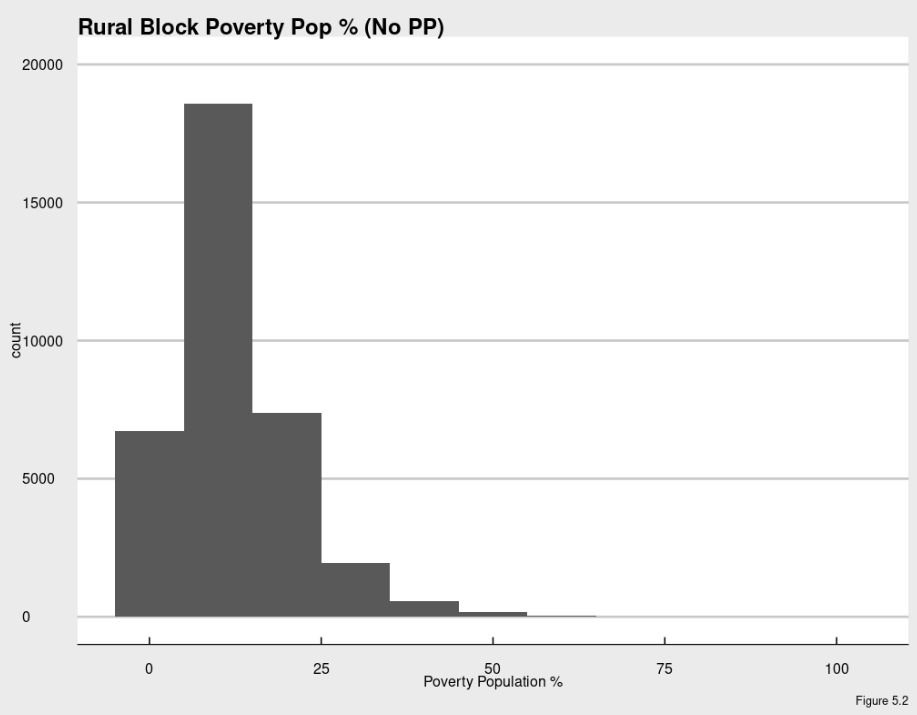 Rural Block Poverty Pop % (No PP)
20000
15000
10000
5000
0
count
0 25 50 75 100
Poverty Population %
Figure 5.2